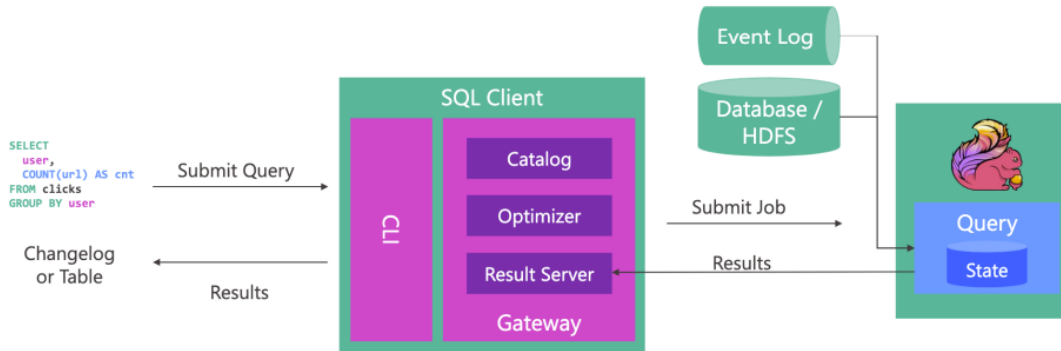 SELECT
user,
COUNT(url) AS cnt
FROM clicks
GROUP BY user
Submit Query
Changelog
or Table
Results
SQL Client
CLI
Catalog
Optimizer
Result Server
Gateway
Event Log
Database /
HDFS
Submit Job
Results
Query
State